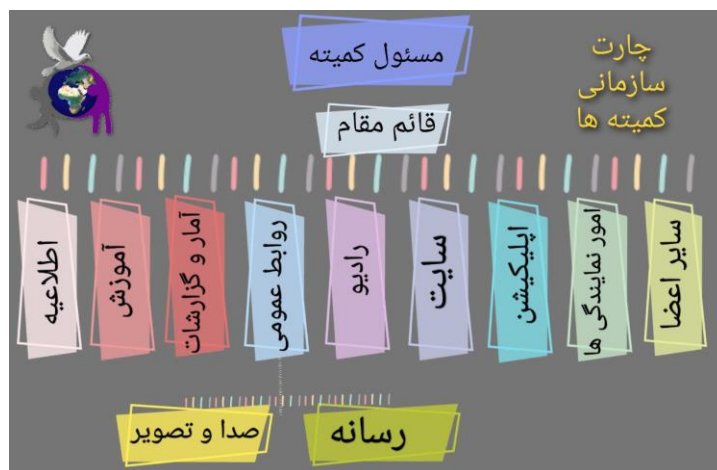 چارت
سازمانی
کمیته ها
مسئول کمیته
قائم مقام
سایر اعضا
امور نمایندگی ها
اپلیکیشن
سایت
رادیو
روابط عمومی
آمار و گزارشات
آموزش
اطلاعیه
رسانه
صدا و تصویر